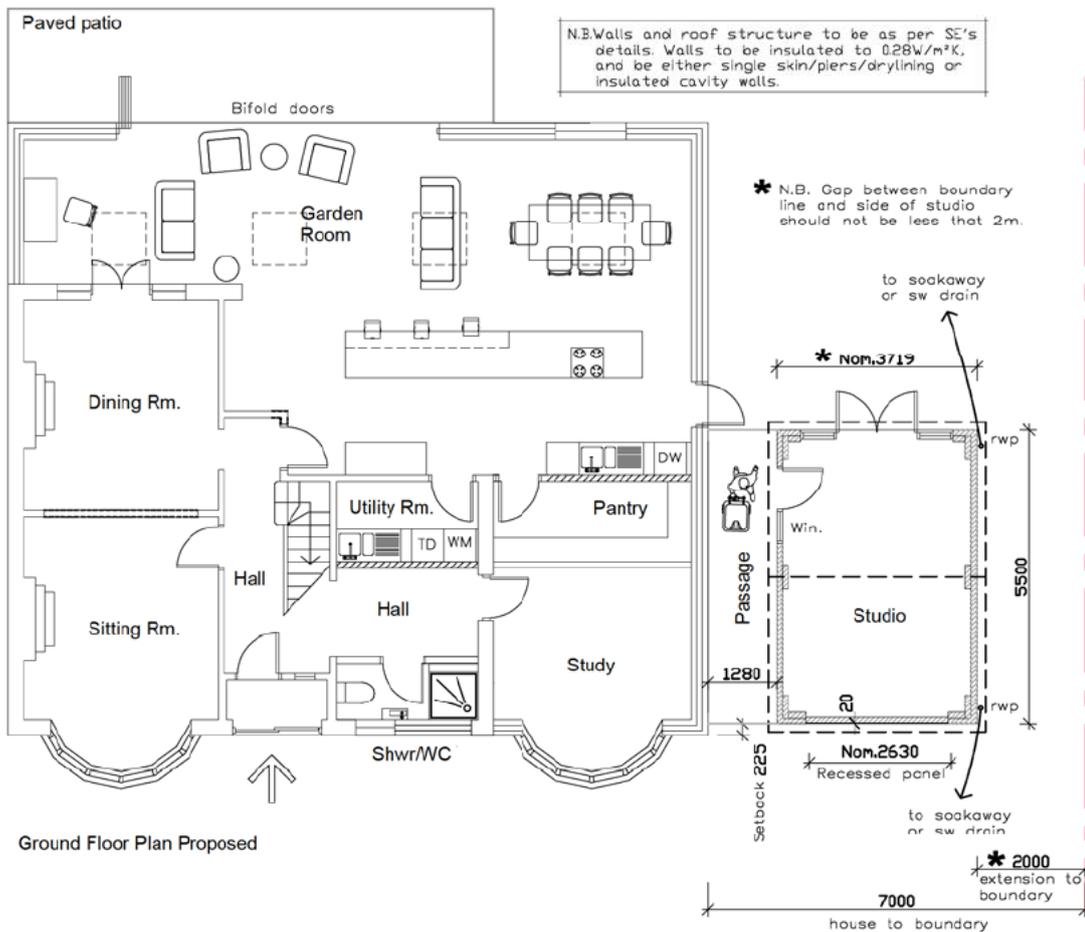 Paved patio
N.B.Walls and roof structure to be as per SE's
details. Walls to be insulated to 0.28W/m²K,
and be either single skin/piers/drylining or
insulated cavity walls.
Bifold doors
* N.B. Gap between boundary
line and side of studio
should not be less that 2m.
Garden
Room
to soakaway
or sw drain
* Nom.3719
Dining Rm.
rwp
DW
Utility Rm.
Pantry
Win.
TD
WM
5500
Passage
Hall
Hall
Studio
Sitting Rm.
Study
1280
20
rwp
Shwr/WC
Nom.2630
Recessed panel
Setback 225
to soakaway
or sw drain
Ground Floor Plan Proposed
* 2000
extension to
boundary
7000
house to boundary